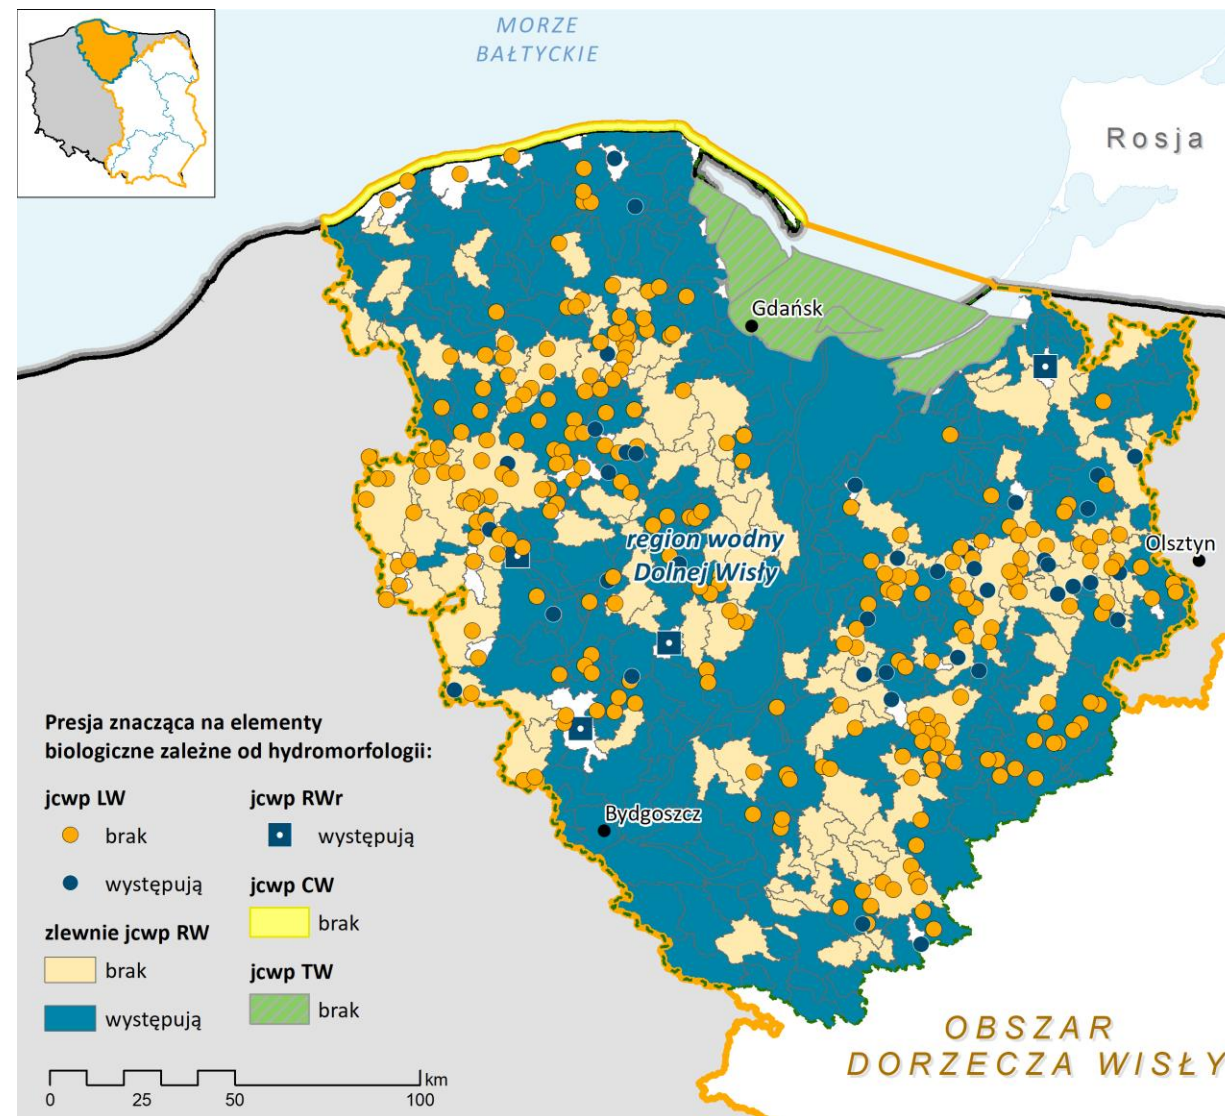 MORZE
BAŁTYCKIE
Rosja
Gdańsk
Olsztyn
region wodny
Dolnej Wisły
Bydgoszcz
Presja znacząca na elementy
biologiczne zależne od hydromorfologii:
jcwp LW
brak
występują
zlewnie jcwp RW
brak
występują
jcwp RWr
występują
jcwp CW
brak
jcwp TW
brak
km
0 25 50 100
OBSZAR
DORZECZA WISŁY